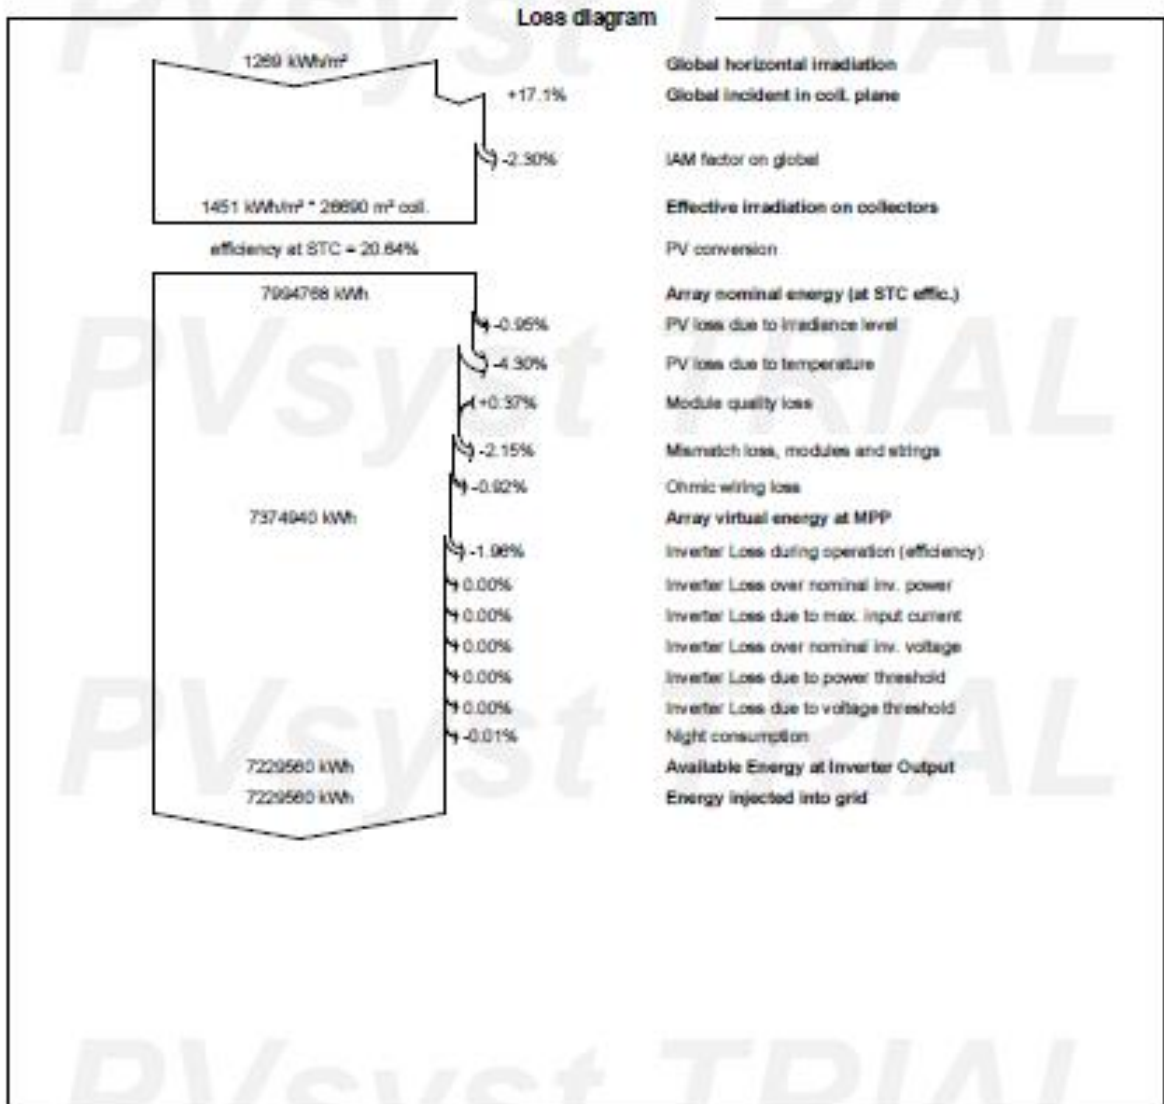 Loss diagram
1269 kWh/m² Global horizontal irradiation
+17.1% Global incident in coll. plane
-2.30% IAM factor on global
1451 kWh/m² * 26690 m² coll. Effective irradiation on collectors
efficiency at STC = 20.64% PV conversion
7994768 kWh Array nominal energy (at STC effic.)
-0.95% PV loss due to irradiance level
-4.30% PV loss due to temperature
+0.37% Module quality loss
-2.15% Mismatch loss, modules and strings
-0.92% Ohmic wiring loss
7374940 kWh Array virtual energy at MPP
-1.96% Inverter Loss during operation (efficiency)
0.00% Inverter Loss over nominal inv. power
0.00% Inverter Loss due to max. input current
0.00% Inverter Loss over nominal inv. voltage
0.00% Inverter Loss due to power threshold
0.00% Inverter Loss due to voltage threshold
-0.01% Night consumption
7229560 kWh Available Energy at Inverter Output
7229560 kWh Energy injected into grid
PVsyst TRIAL
PVsyst TRIAL
PVsyst TRIAL
PVsyst TRIAL